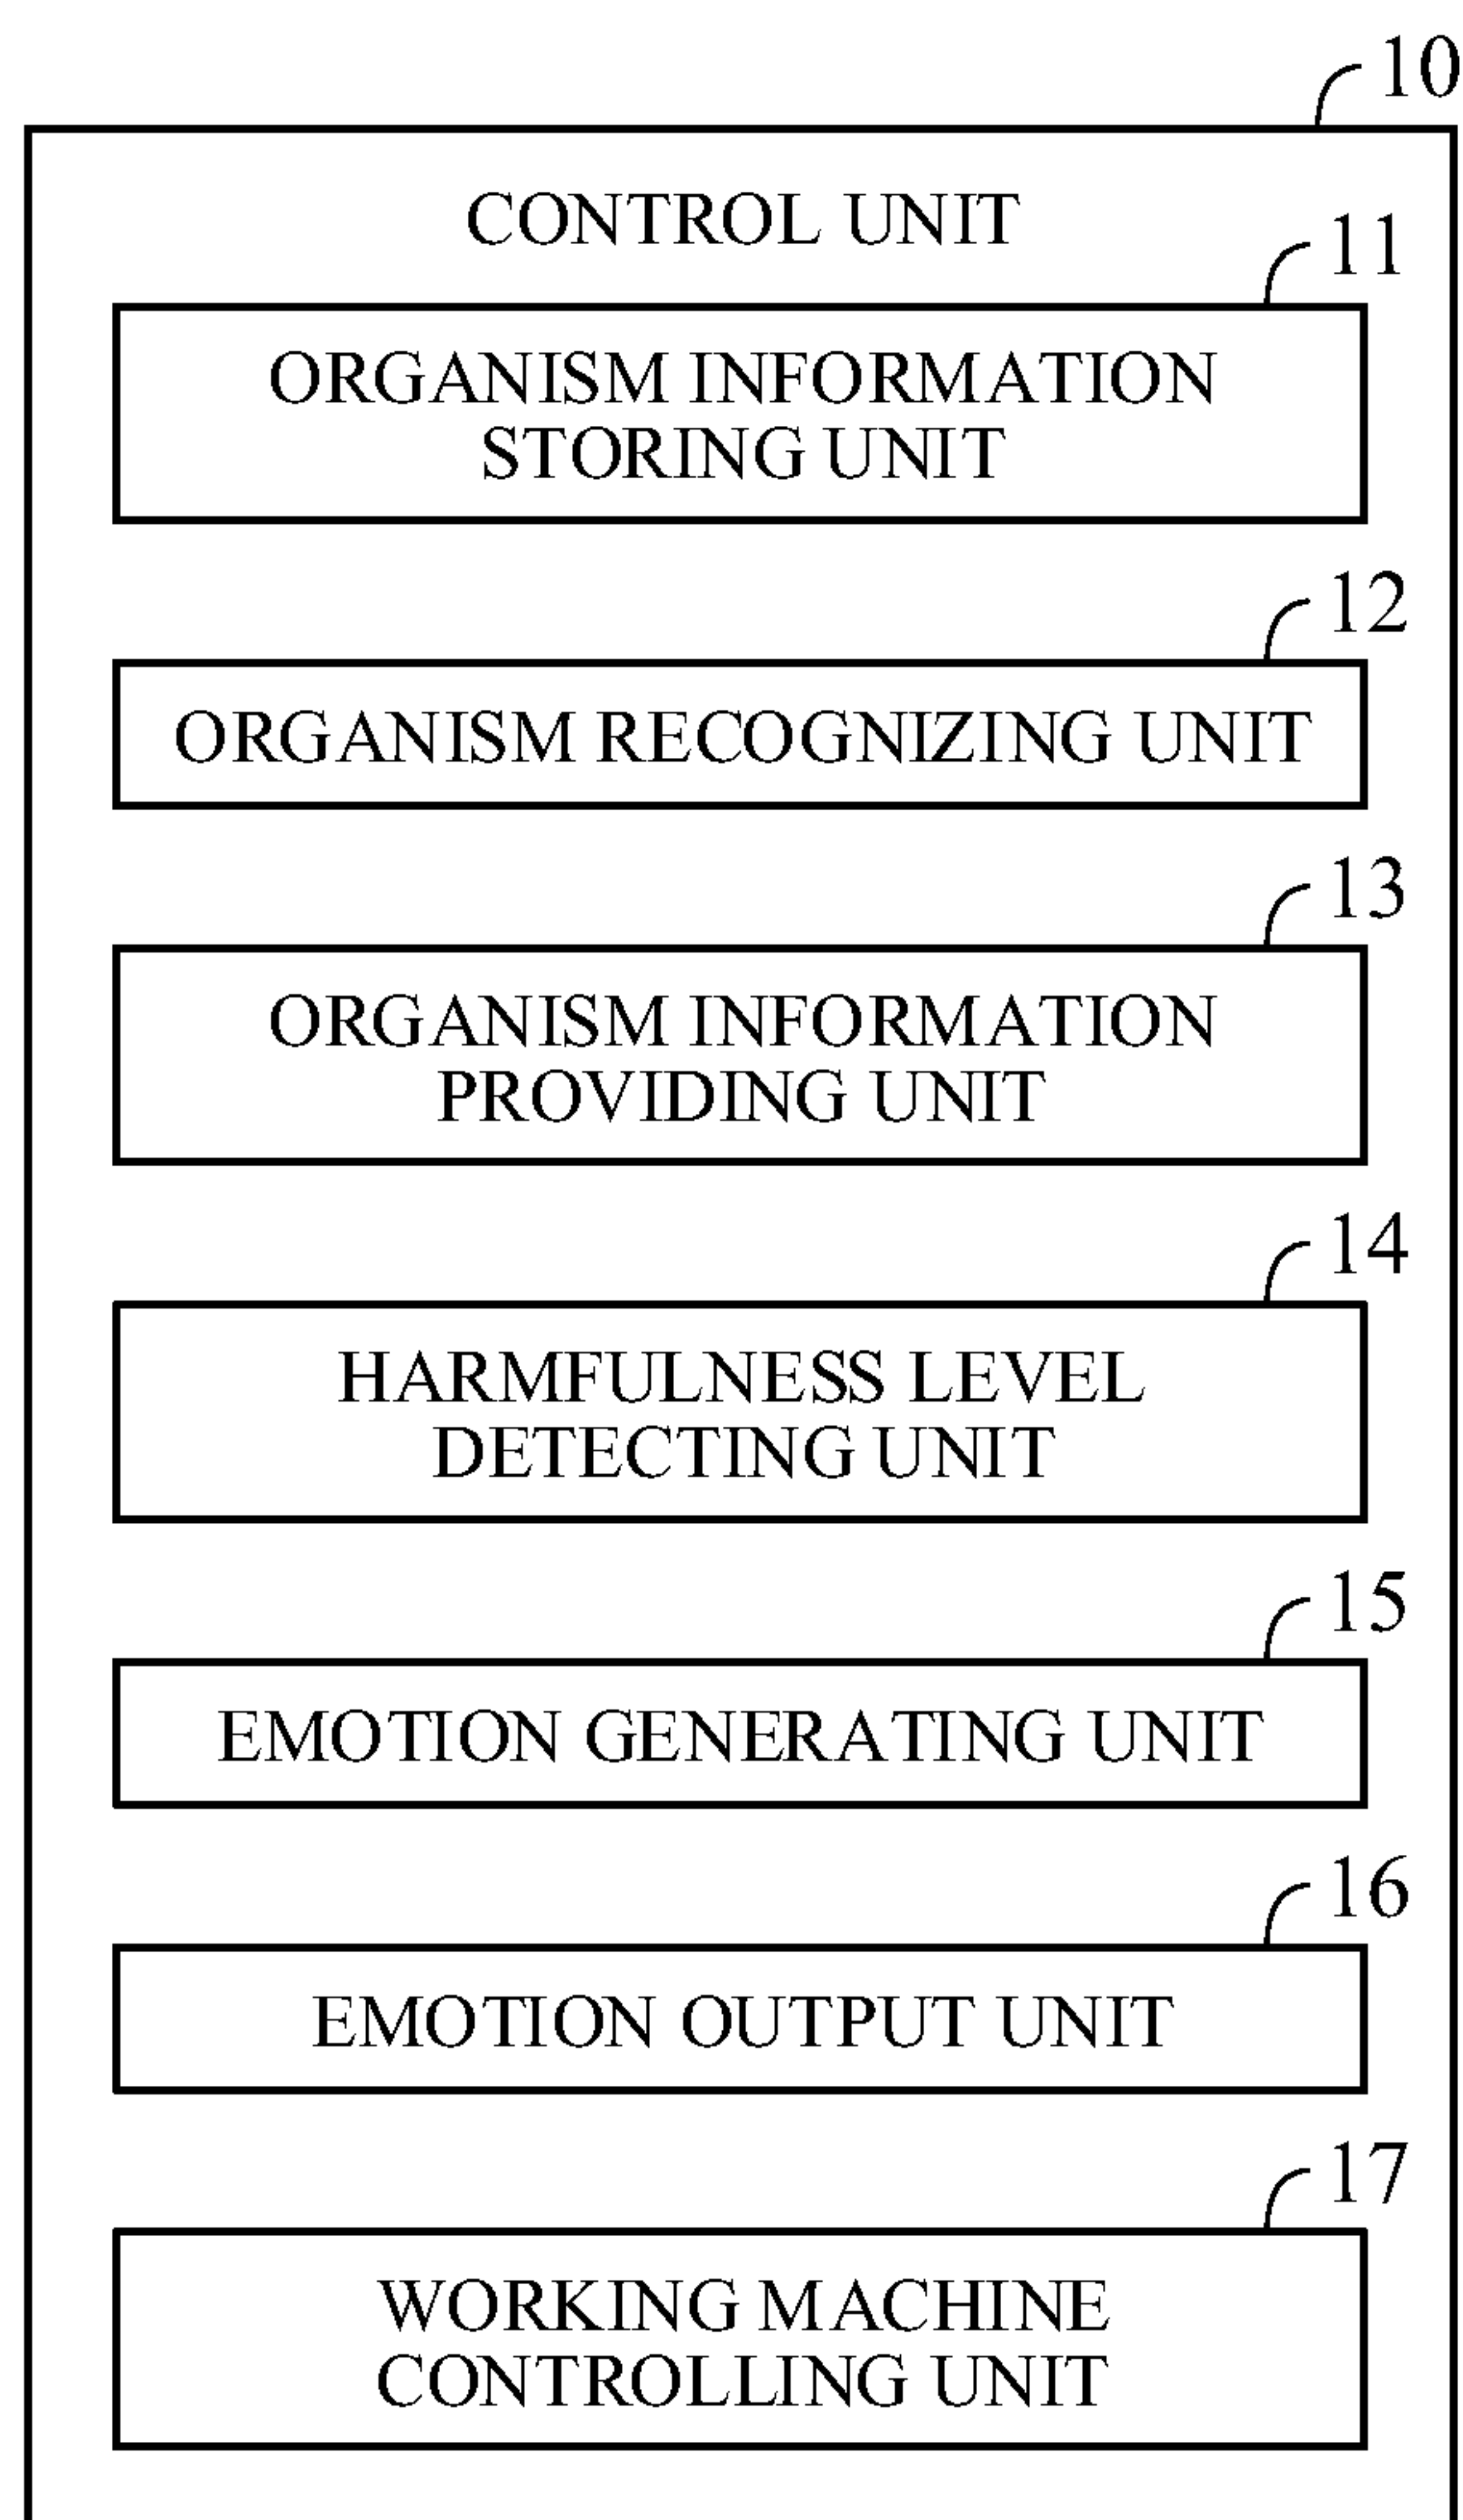 10
CONTROL UNIT
11
ORGANISM INFORMATION
STORING UNIT
12
ORGANISM RECOGNIZING UNIT
13
ORGANISM INFORMATION
PROVIDING UNIT
14
HARMFULNESS LEVEL
DETECTING UNIT
15
EMOTION GENERATING UNIT
16
EMOTION OUTPUT UNIT
17
WORKING MACHINE
CONTROLLING UNIT